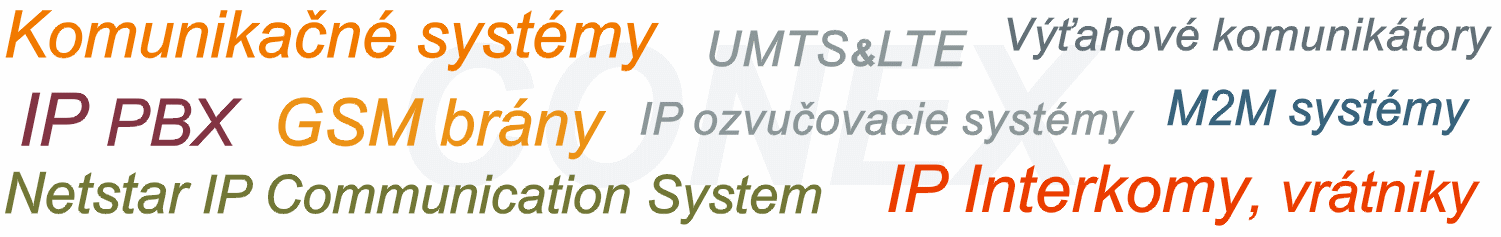 Komunikačné systémy UMTS&LTE Výťahové komunikátory
IP PBX GSM brány IP ozvučovacie systémy M2M systémy
Netstar IP Communication System IP Interkomy, vrátniky
CONEX